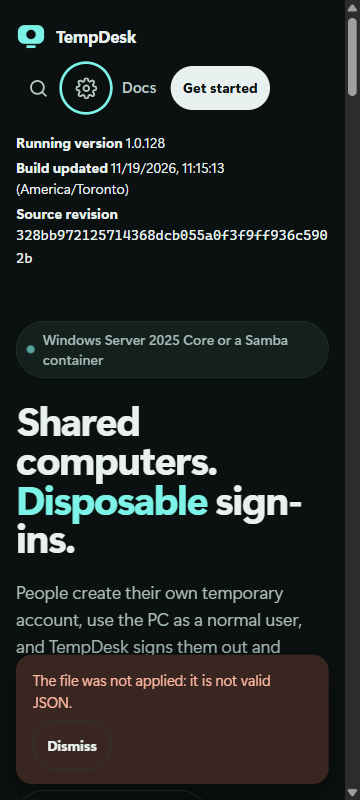 TempDesk
Docs
Get started
Running version 1.0.128
Build updated 11/19/2026, 11:15:13
(America/Toronto)
Source revision
328bb972125714368dcb055a0f3f9ff936c590
2b
Windows Server 2025 Core or a Samba
container
Shared
computers.
Disposable sign-
ins.
People create their own temporary
account, use the PC as a normal user,
and TempDesk signs them out and
The file was not applied: it is not valid
JSON.
Dismiss